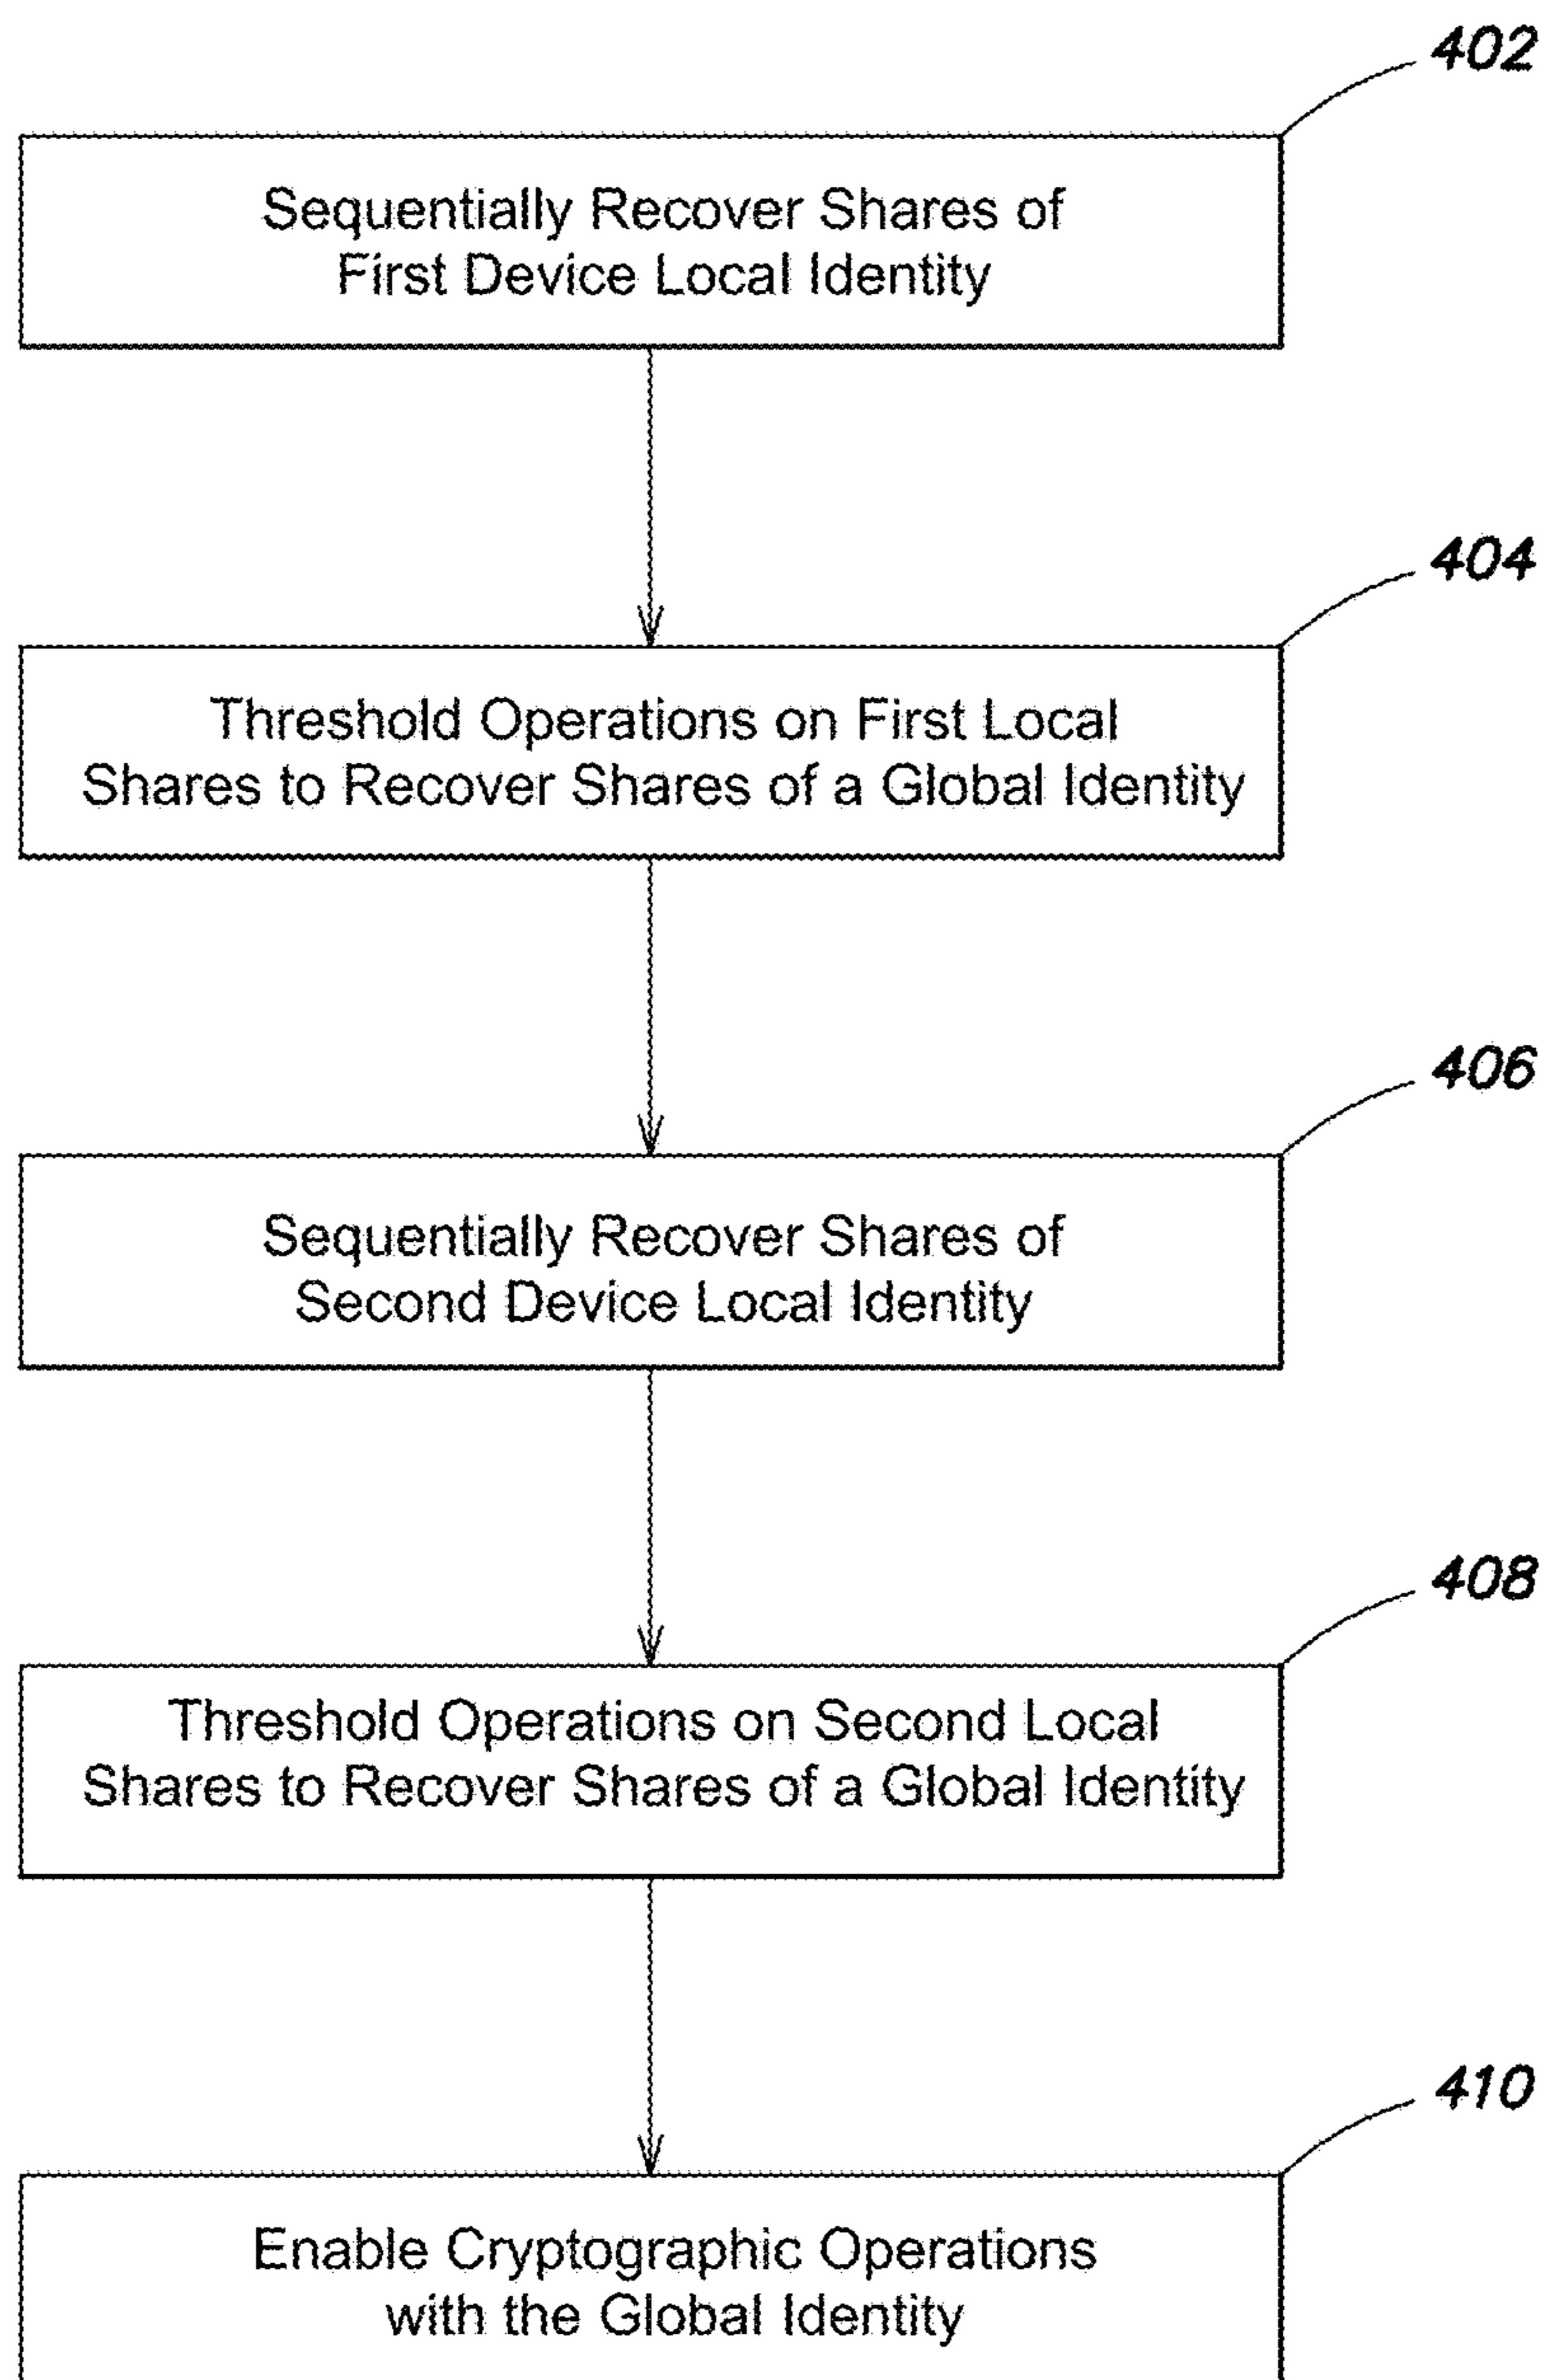 402
Sequentially Recover Shares of
First Device Local Identity
404
Threshold Operations on First Local
Shares to Recover Shares of a Global Identity
406
Sequentially Recover Shares of
Second Device Local Identity
408
Threshold Operations on Second Local
Shares to Recover Shares of a Global Identity
410
Enable Cryptographic Operations
with the Global Identity